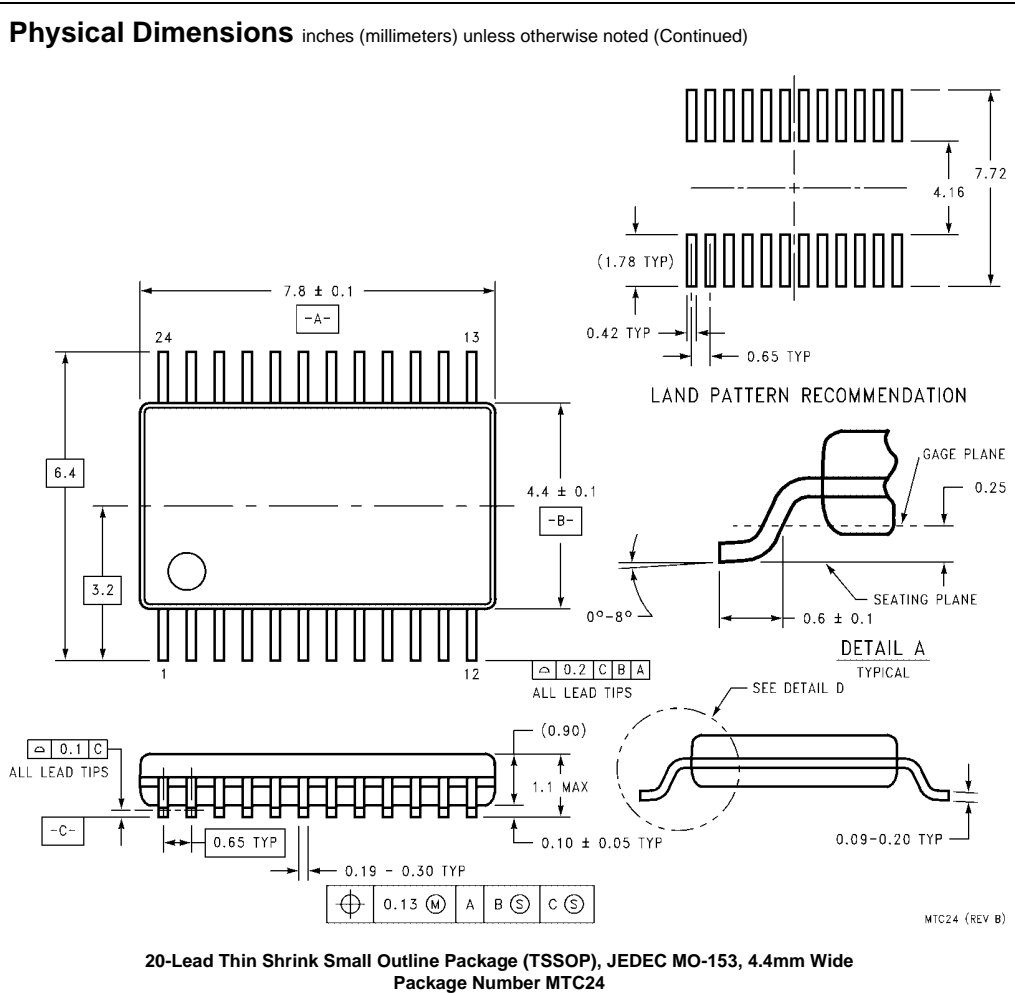 Physical Dimensions inches (millimeters) unless otherwise noted (Continued)
7.72
4.16
(1.78 TYP)
0.42 TYP
0.65 TYP
LAND PATTERN RECOMMENDATION
7.8 ± 0.1
-A-
24
13
6.4
3.2
4.4 ± 0.1
-B-
1
12
⌓ 0.2 C B A
ALL LEAD TIPS
GAGE PLANE
0.25
SEATING PLANE
0°-8°
0.6 ± 0.1
DETAIL A
TYPICAL
SEE DETAIL D
(0.90)
⌓ 0.1 C
ALL LEAD TIPS
1.1 MAX
-C-
0.65 TYP
0.10 ± 0.05 TYP
0.09-0.20 TYP
0.19 - 0.30 TYP
⌖ 0.13 Ⓜ A B Ⓢ C Ⓢ
MTC24 (REV B)
20-Lead Thin Shrink Small Outline Package (TSSOP), JEDEC MO-153, 4.4mm Wide
Package Number MTC24